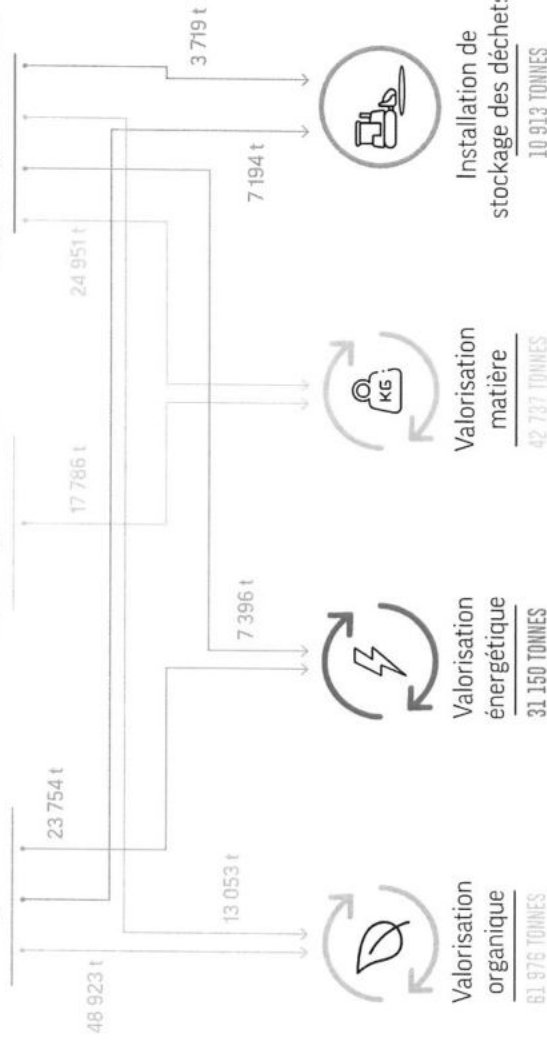 3 719 t
24 951 t
7 194 t
17 786 t
7 396 t
23 754 t
13 053 t
48 923 t
Valorisation
organique
61 976 TONNES
Valorisation
énergétique
31 150 TONNES
KG
Valorisation
matière
42 737 TONNES
Installation de
stockage des déchets
10 913 TONNES